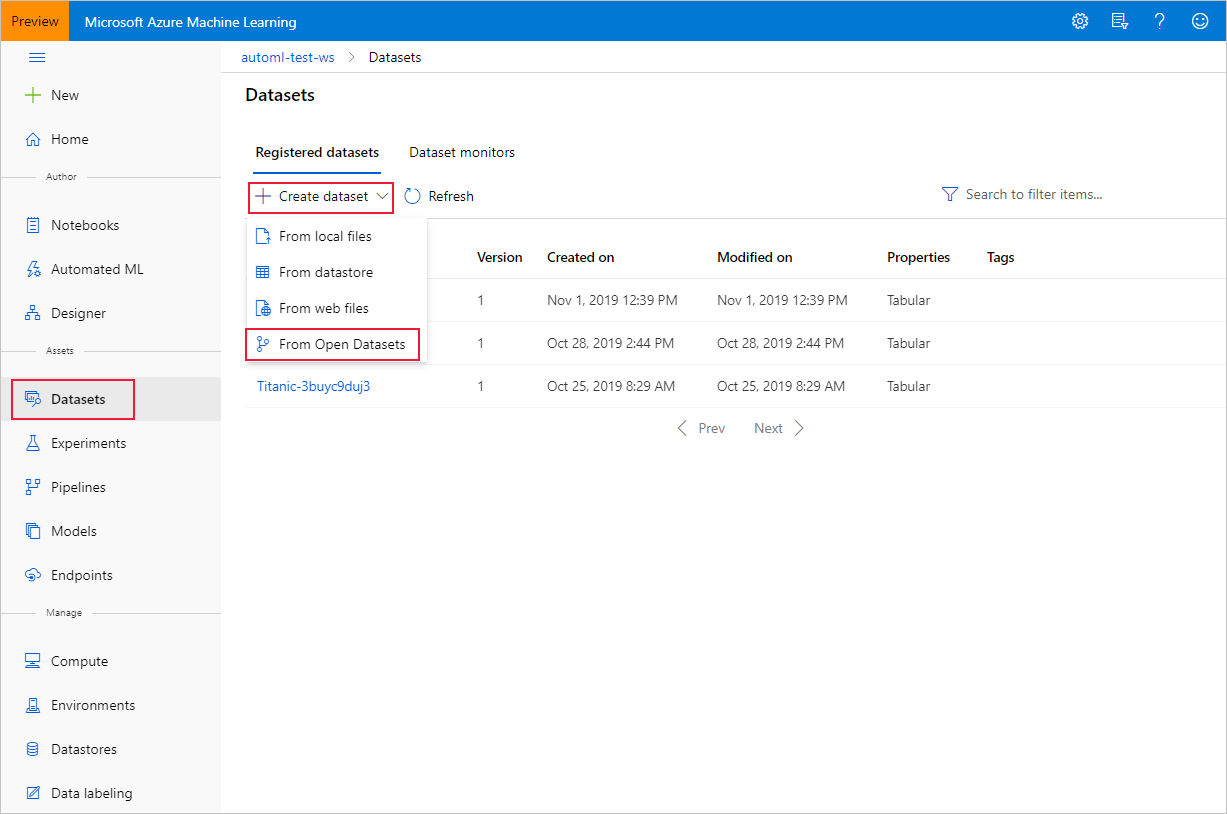 Preview Microsoft Azure Machine Learning
New
Home
Author
Notebooks
Automated ML
Designer
Assets
Datasets
Experiments
Pipelines
Models
Endpoints
Manage
Compute
Environments
Datastores
Data labeling
automl-test-ws > Datasets
Datasets
Registered datasets Dataset monitors
Create dataset Refresh Search to filter items...
From local files
From datastore
From web files
From Open Datasets
Version Created on Modified on Properties Tags
1 Nov 1, 2019 12:39 PM Nov 1, 2019 12:39 PM Tabular
1 Oct 28, 2019 2:44 PM Oct 28, 2019 2:44 PM Tabular
Titanic-3buyc9duj3 1 Oct 25, 2019 8:29 AM Oct 25, 2019 8:29 AM Tabular
Prev Next